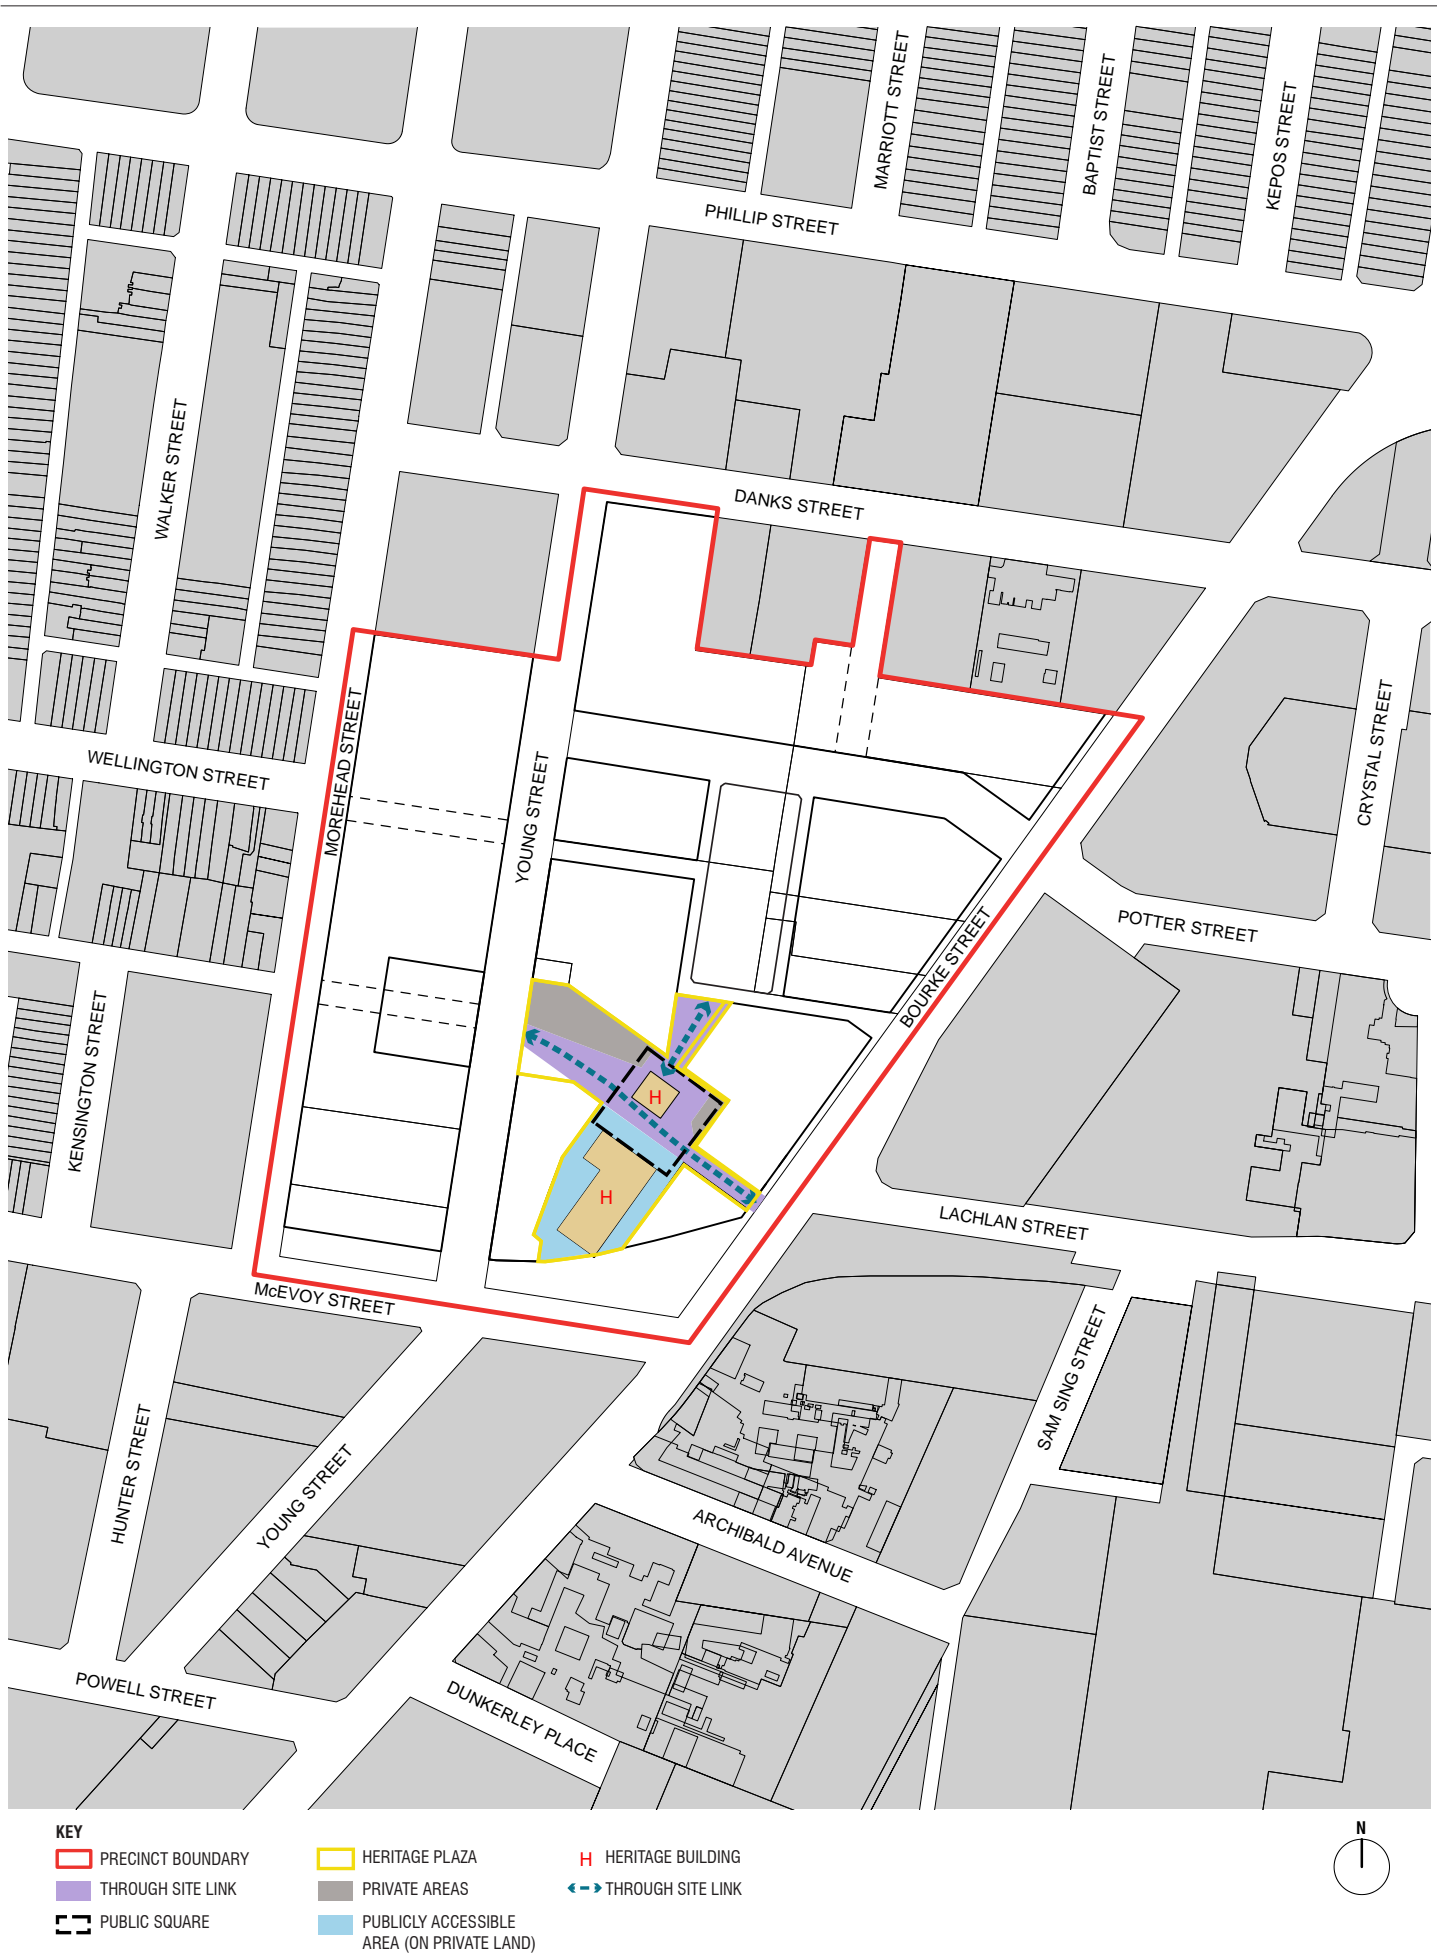 MARRIOTT STREET
BAPTIST STREET
KEPOS STREET
PHILLIP STREET
WALKER STREET
DANKS STREET
MOREHEAD STREET
WELLINGTON STREET
YOUNG STREET
CRYSTAL STREET
POTTER STREET
BOURKE STREET
KENSINGTON STREET
H
H
LACHLAN STREET
McEVOY STREET
SAM SING STREET
HUNTER STREET
YOUNG STREET
ARCHIBALD AVENUE
POWELL STREET
DUNKERLEY PLACE
KEY
PRECINCT BOUNDARY
THROUGH SITE LINK
PUBLIC SQUARE
HERITAGE PLAZA
PRIVATE AREAS
PUBLICLY ACCESSIBLE
AREA (ON PRIVATE LAND)
H HERITAGE BUILDING
THROUGH SITE LINK
N